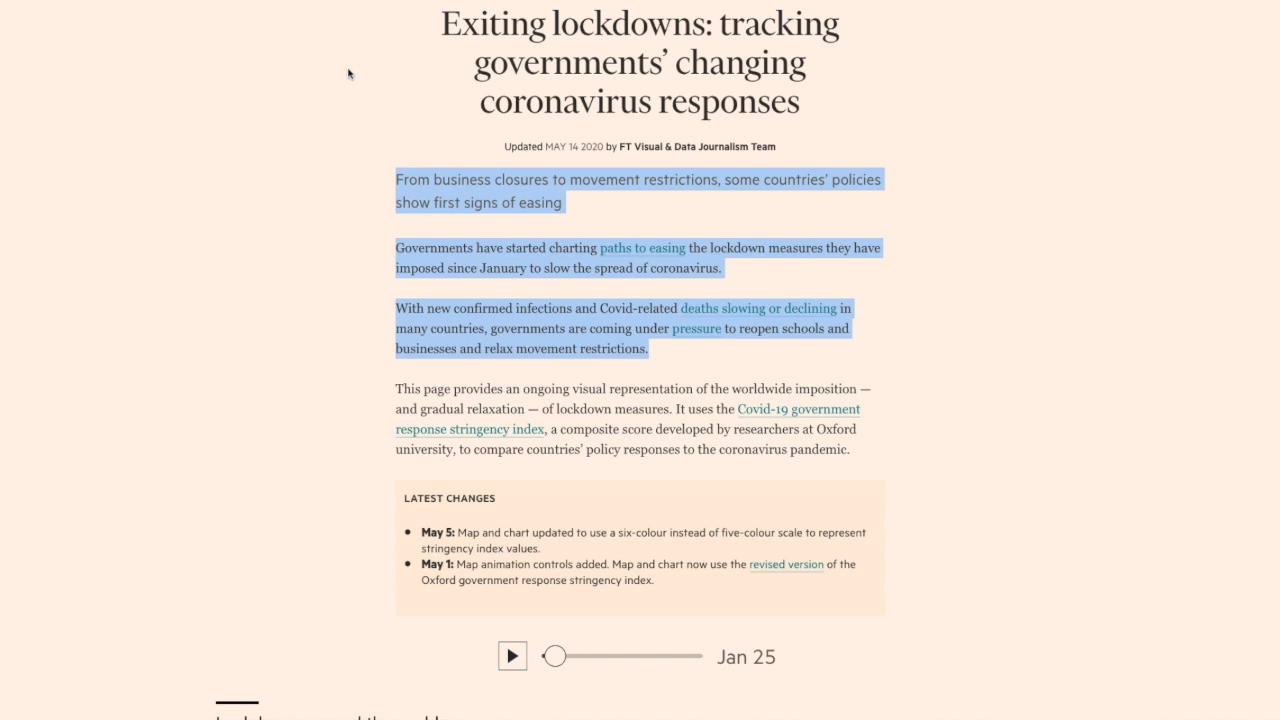 Exiting lockdowns: tracking
governments' changing
coronavirus responses
Updated MAY 14 2020 by FT Visual & Data Journalism Team
From business closures to movement restrictions, some countries' policies
show first signs of easing
Governments have started charting paths to easing the lockdown measures they have
imposed since January to slow the spread of coronavirus.
With new confirmed infections and Covid-related deaths slowing or declining in
many countries, governments are coming under pressure to reopen schools and
businesses and relax movement restrictions.
This page provides an ongoing visual representation of the worldwide imposition —
and gradual relaxation — of lockdown measures. It uses the Covid-19 government
response stringency index, a composite score developed by researchers at Oxford
university, to compare countries' policy responses to the coronavirus pandemic.
LATEST CHANGES
• May 5: Map and chart updated to use a six-colour instead of five-colour scale to represent
stringency index values.
• May 1: Map animation controls added. Map and chart now use the revised version of the
Oxford government response stringency index.
Jan 25